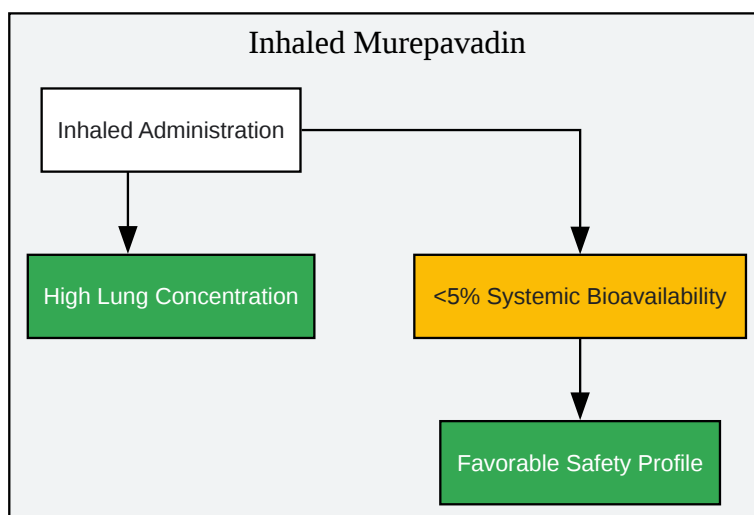 Inhaled Murepavadin
Inhaled Administration
High Lung Concentration
<5% Systemic Bioavailability
Favorable Safety Profile